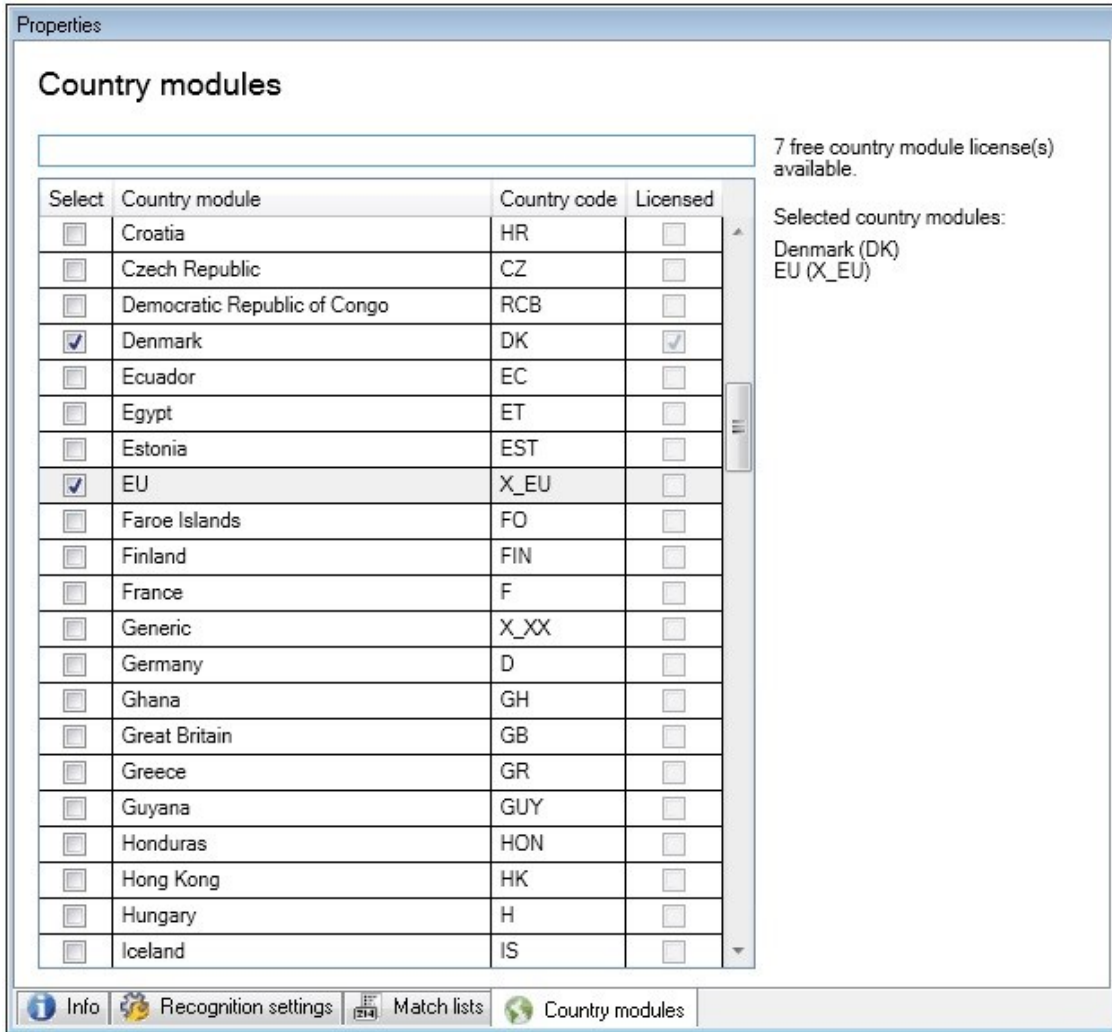 Properties
Country modules
7 free country module license(s)
available.
Selected country modules:
Denmark (DK)
EU (X_EU)
Select Country module Country code Licensed
Croatia HR
Czech Republic CZ
Democratic Republic of Congo RCB
Denmark DK
Ecuador EC
Egypt ET
Estonia EST
EU X_EU
Faroe Islands FO
Finland FIN
France F
Generic X_XX
Germany D
Ghana GH
Great Britain GB
Greece GR
Guyana GUY
Honduras HON
Hong Kong HK
Hungary H
Iceland IS
Info Recognition settings Match lists Country modules